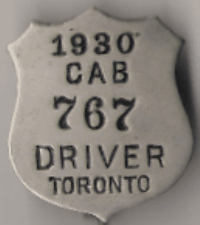 1930
CAB
767
DRIVER
TORONTO